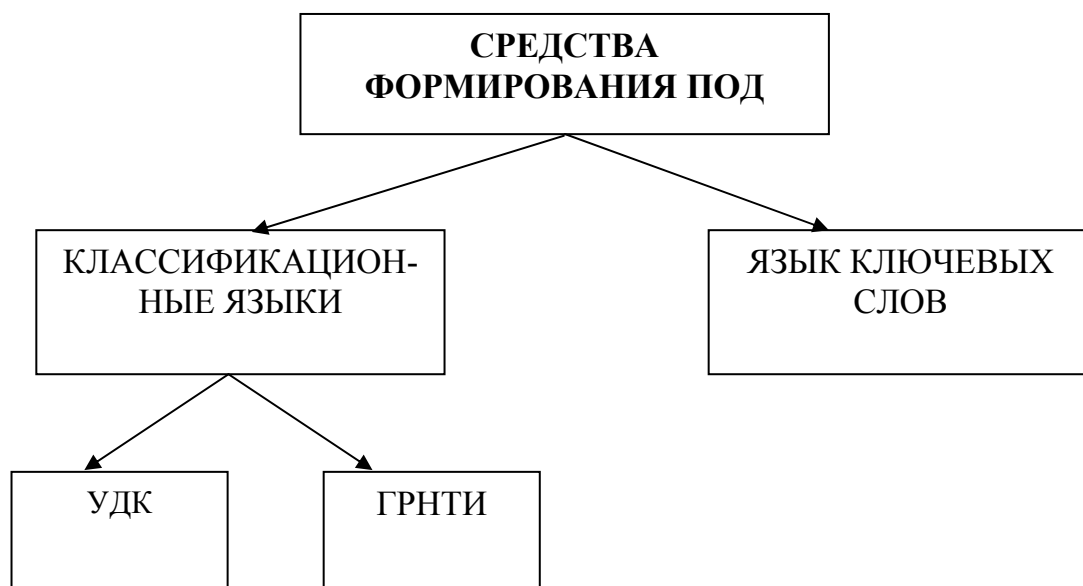 СРЕДСТВА
ФОРМИРОВАНИЯ ПОД
КЛАССИФИКАЦИОН-
НЫЕ ЯЗЫКИ
ЯЗЫК КЛЮЧЕВЫХ
СЛОВ
УДК
ГРНТИ